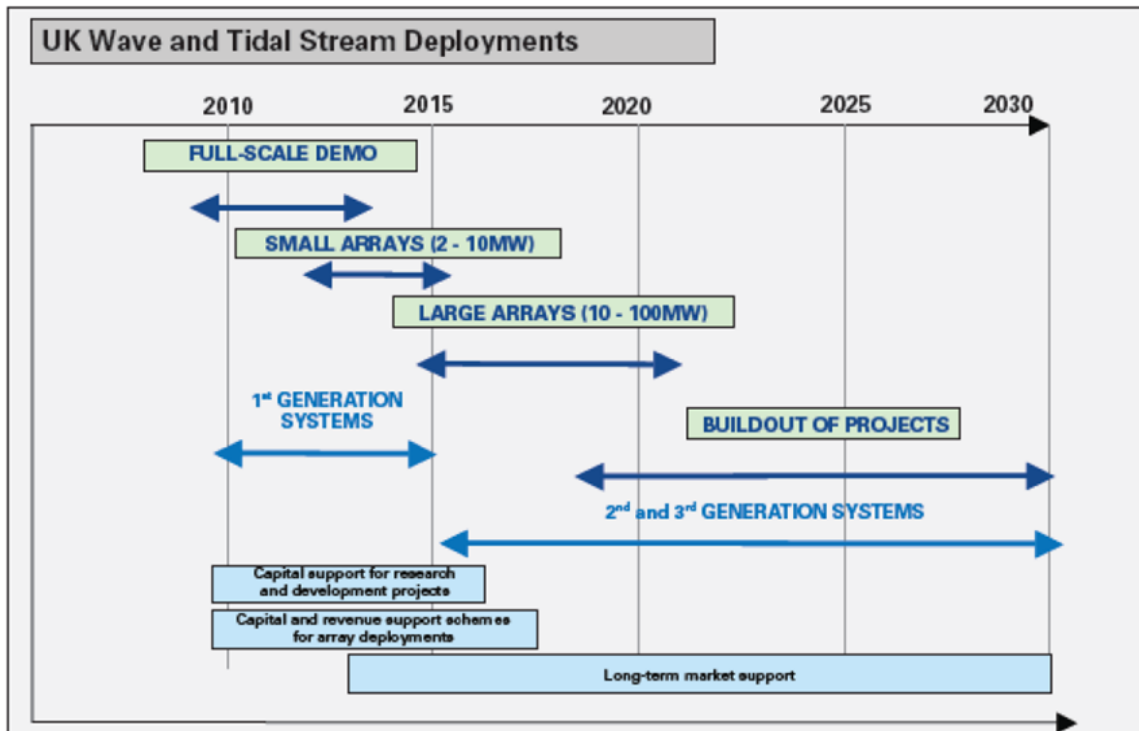 UK Wave and Tidal Stream Deployments
2010 2015 2020 2025 2030
FULL-SCALE DEMO
SMALL ARRAYS (2 - 10MW)
LARGE ARRAYS (10 - 100MW)
1st GENERATION
SYSTEMS
BUILDOUT OF PROJECTS
2nd and 3rd GENERATION SYSTEMS
Capital support for research
and development projects
Capital and revenue support schemes
for array deployments
Long-term market support